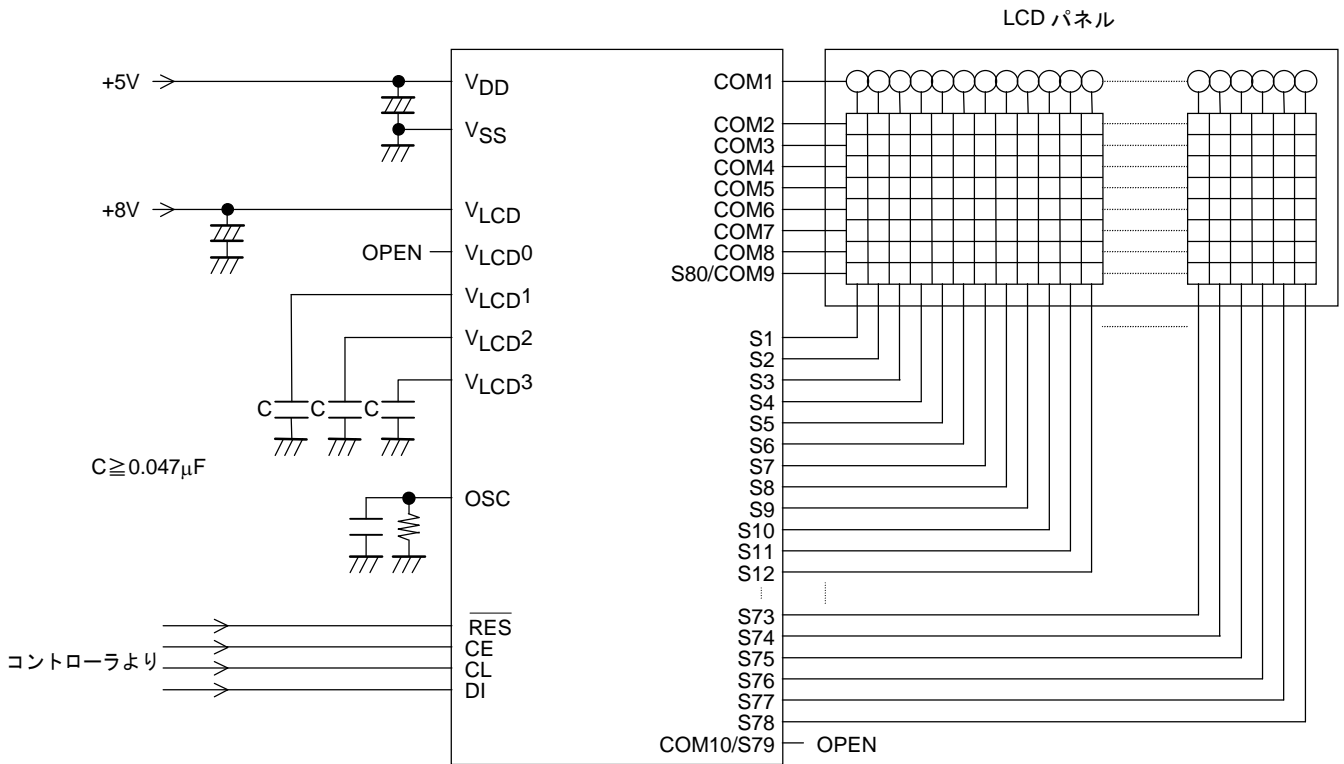 LCD パネル
+5V
VDD
VSS
+8V
VLCD
OPEN
VLCD0
VLCD1
VLCD2
VLCD3
C
C
C
C≧0.047μF
OSC
コントローラより
RES
CE
CL
DI
COM1
COM2
COM3
COM4
COM5
COM6
COM7
COM8
S80/COM9
S1
S2
S3
S4
S5
S6
S7
S8
S9
S10
S11
S12
S73
S74
S75
S76
S77
S78
COM10/S79
OPEN